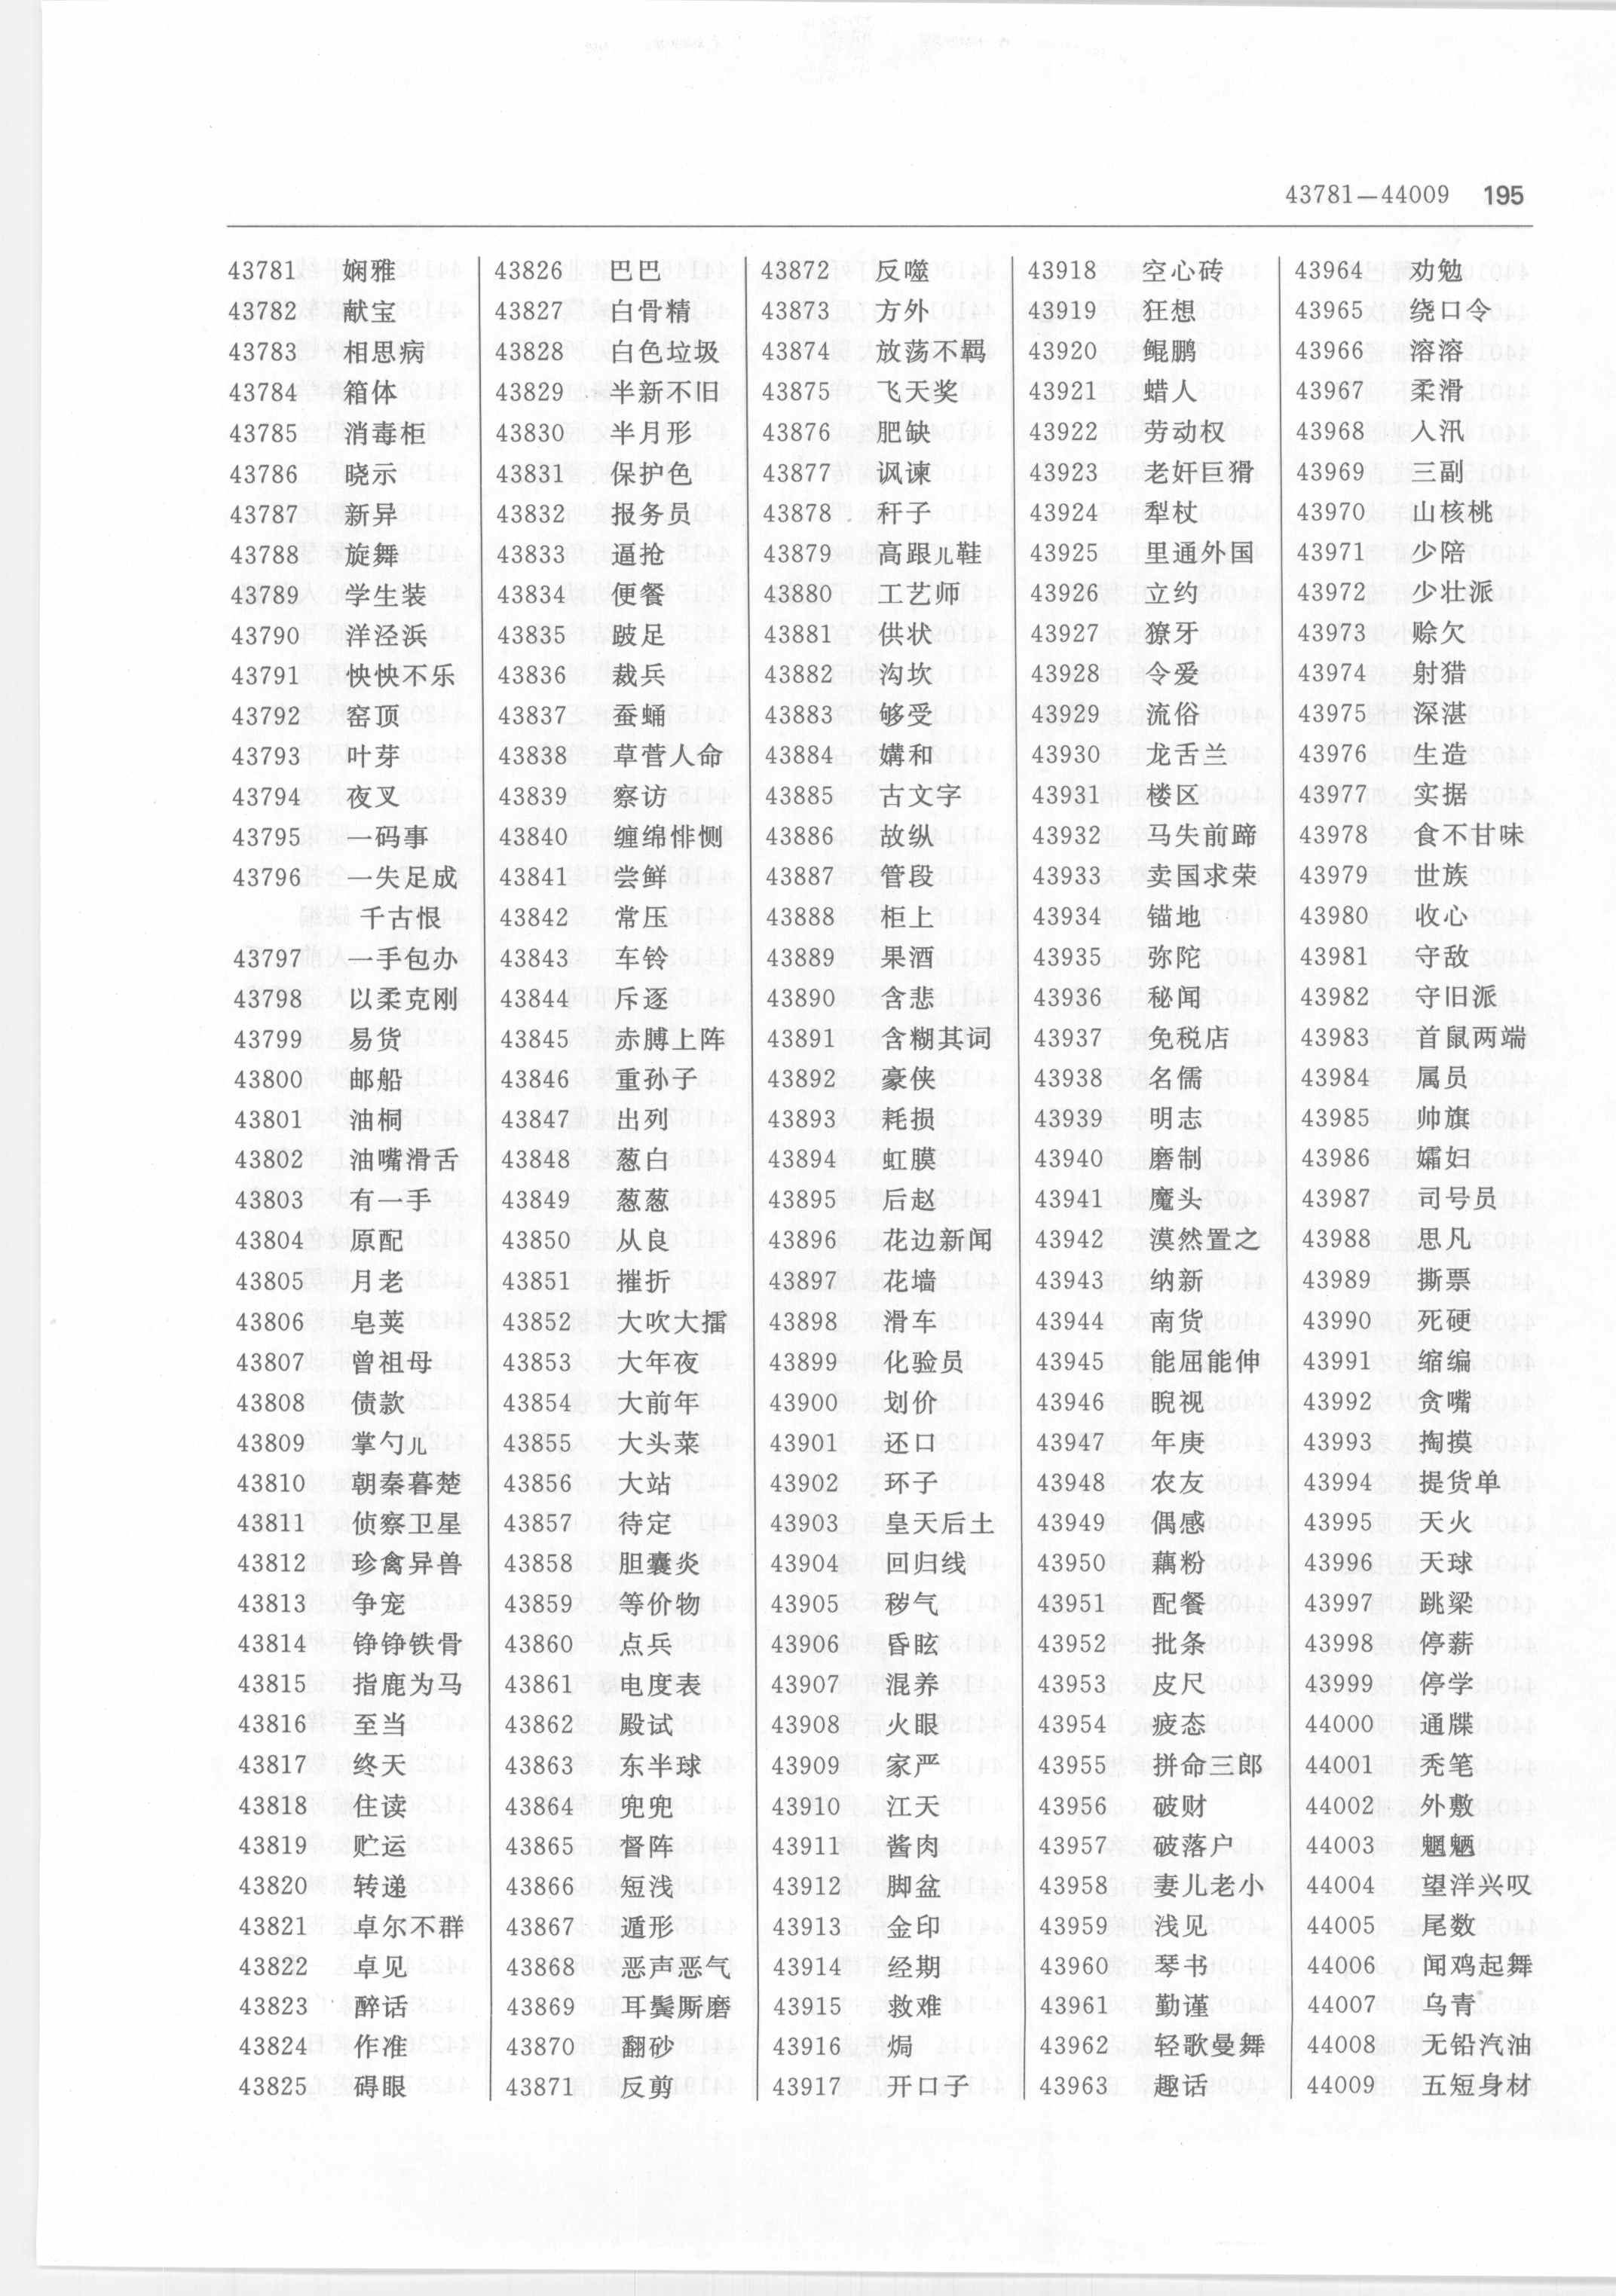 43781—44009 195
43781 娴雅
43782 献宝
43783 相思病
43784 箱体
43785 消毒柜
43786 晓示
43787 新异
43788 旋舞
43789 学生装
43790 洋泾浜
43791 怏怏不乐
43792 窑顶
43793 叶芽
43794 夜叉
43795 一码事
43796 一失足成
千古恨
43797 一手包办
43798 以柔克刚
43799 易货
43800 邮船
43801 油桐
43802 油嘴滑舌
43803 有一手
43804 原配
43805 月老
43806 皂荚
43807 曾祖母
43808 债款
43809 掌勺儿
43810 朝秦暮楚
43811 侦察卫星
43812 珍禽异兽
43813 争宠
43814 铮铮铁骨
43815 指鹿为马
43816 至当
43817 终天
43818 住读
43819 贮运
43820 转递
43821 卓尔不群
43822 卓见
43823 醉话
43824 作准
43825 碍眼
43826 巴巴
43827 白骨精
43828 白色垃圾
43829 半新不旧
43830 半月形
43831 保护色
43832 报务员
43833 逼抢
43834 便餐
43835 跛足
43836 裁兵
43837 蚕蛹
43838 草菅人命
43839 察访
43840 缠绵悱恻
43841 尝鲜
43842 常压
43843 车铃
43844 斥逐
43845 赤膊上阵
43846 重孙子
43847 出列
43848 葱白
43849 葱葱
43850 从良
43851 摧折
43852 大吹大擂
43853 大年夜
43854 大前年
43855 大头菜
43856 大站
43857 待定
43858 胆囊炎
43859 等价物
43860 点兵
43861 电度表
43862 殿试
43863 东半球
43864 兜兜
43865 督阵
43866 短浅
43867 遁形
43868 恶声恶气
43869 耳鬓厮磨
43870 翻砂
43871 反剪
43872 反噬
43873 方外
43874 放荡不羁
43875 飞天奖
43876 肥缺
43877 讽谏
43878 秆子
43879 高跟儿鞋
43880 工艺师
43881 供状
43882 沟坎
43883 够受
43884 媾和
43885 古文字
43886 故纵
43887 管段
43888 柜上
43889 果酒
43890 含悲
43891 含糊其词
43892 豪侠
43893 耗损
43894 虹膜
43895 后赵
43896 花边新闻
43897 花墙
43898 滑车
43899 化验员
43900 划价
43901 还口
43902 环子
43903 皇天后土
43904 回归线
43905 秽气
43906 昏眩
43907 混养
43908 火眼
43909 家严
43910 江天
43911 酱肉
43912 脚盆
43913 金印
43914 经期
43915 救难
43916 焗
43917 开口子
43918 空心砖
43919 狂想
43920 鲲鹏
43921 蜡人
43922 劳动权
43923 老奸巨猾
43924 犁杖
43925 里通外国
43926 立约
43927 獠牙
43928 令爱
43929 流俗
43930 龙舌兰
43931 楼区
43932 马失前蹄
43933 卖国求荣
43934 锚地
43935 弥陀
43936 秘闻
43937 免税店
43938 名儒
43939 明志
43940 磨制
43941 魔头
43942 漠然置之
43943 纳新
43944 南货
43945 能屈能伸
43946 睨视
43947 年庚
43948 农友
43949 偶感
43950 藕粉
43951 配餐
43952 批条
43953 皮尺
43954 疲态
43955 拼命三郎
43956 破财
43957 破落户
43958 妻儿老小
43959 浅见
43960 琴书
43961 勤谨
43962 轻歌曼舞
43963 趣话
43964 劝勉
43965 绕口令
43966 溶溶
43967 柔滑
43968 入汛
43969 三副
43970 山核桃
43971 少陪
43972 少壮派
43973 赊欠
43974 射猎
43975 深湛
43976 生造
43977 实据
43978 食不甘味
43979 世族
43980 收心
43981 守敌
43982 守旧派
43983 首鼠两端
43984 属员
43985 帅旗
43986 孀妇
43987 司号员
43988 思凡
43989 撕票
43990 死硬
43991 缩编
43992 贪嘴
43993 掏摸
43994 提货单
43995 天火
43996 天球
43997 跳梁
43998 停薪
43999 停学
44000 通牒
44001 秃笔
44002 外敷
44003 魍魉
44004 望洋兴叹
44005 尾数
44006 闻鸡起舞
44007 乌青
44008 无铅汽油
44009 五短身材